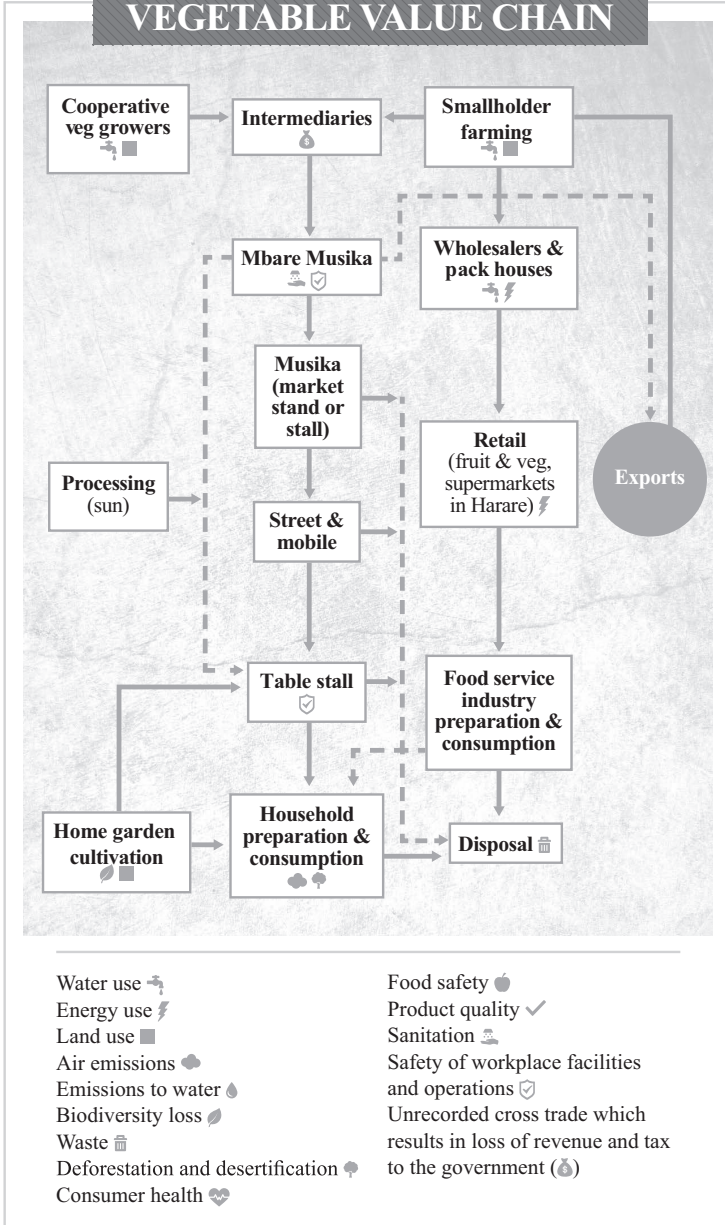 VEGETABLE VALUE CHAIN
Cooperative
veg growers
Intermediaries
$
Smallholder
farming
Mbare Musika
Wholesalers &
pack houses
Musika
(market
stand or
stall)
Retail
(fruit & veg,
supermarkets
in Harare)
Exports
Processing
(sun)
Street &
mobile
Table stall
Food service
industry
preparation &
consumption
Home garden
cultivation
Household
preparation &
consumption
Disposal
Water use
Energy use
Land use
Air emissions
Emissions to water
Biodiversity loss
Waste
Deforestation and desertification
Consumer health
Food safety
Product quality
Sanitation
Safety of workplace facilities
and operations
Unrecorded cross trade which
results in loss of revenue and tax
to the government ($)